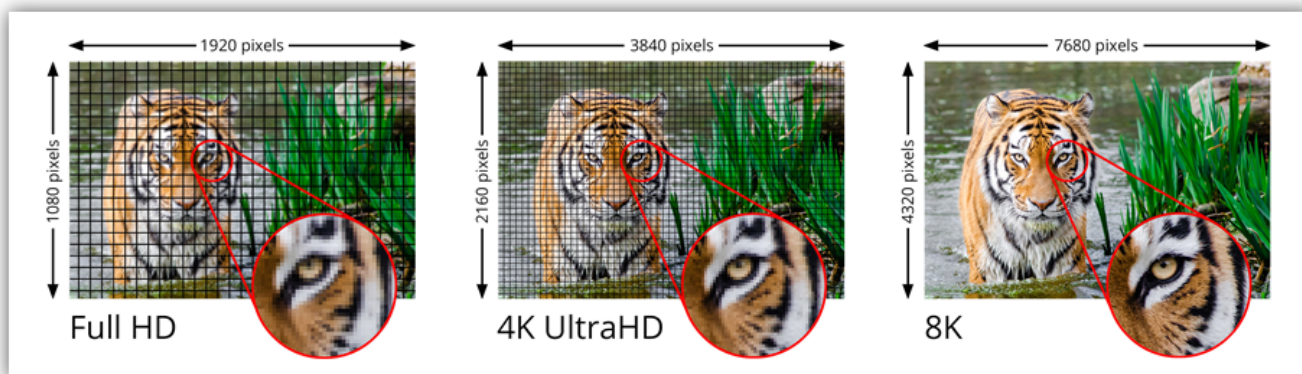 1920 pixels
1080 pixels
Full HD
3840 pixels
2160 pixels
4K UltraHD
7680 pixels
4320 pixels
8K